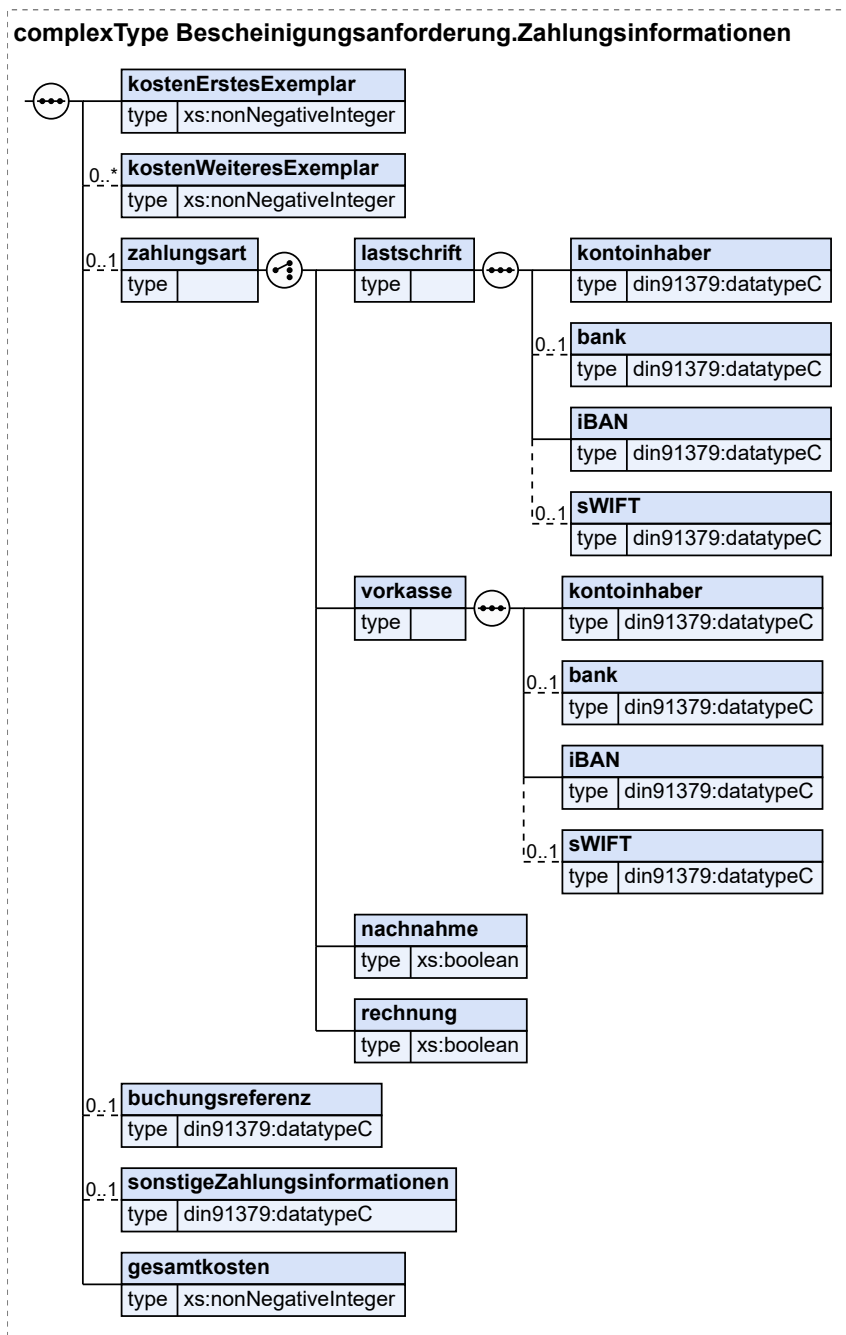 complexType Bescheinigungsanforderung.Zahlungsinformationen
kostenErstesExemplar
type xs:nonNegativeInteger
0..* kostenWeiteresExemplar
type xs:nonNegativeInteger
0..1 zahlungsart
type
lastschrift
type
kontoinhaber
type din91379:datatypeC
0..1 bank
type din91379:datatypeC
iBAN
type din91379:datatypeC
0..1 sWIFT
type din91379:datatypeC
vorkasse
type
kontoinhaber
type din91379:datatypeC
0..1 bank
type din91379:datatypeC
iBAN
type din91379:datatypeC
0..1 sWIFT
type din91379:datatypeC
nachnahme
type xs:boolean
rechnung
type xs:boolean
0..1 buchungsreferenz
type din91379:datatypeC
0..1 sonstigeZahlungsinformationen
type din91379:datatypeC
gesamtkosten
type xs:nonNegativeInteger